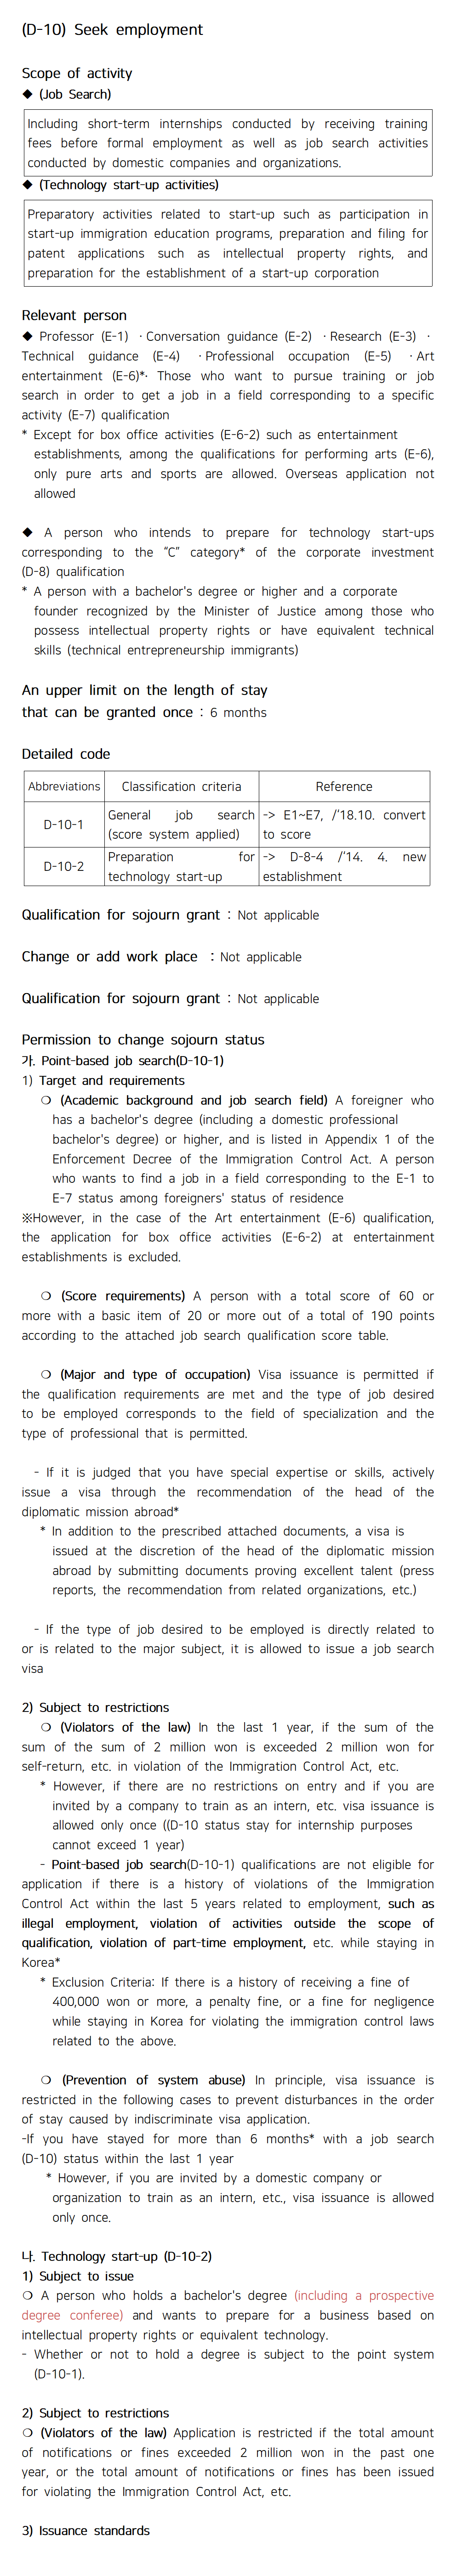 (D-10) Seek employment
Scope of activity
◆ (Job Search)
Including short-term internships conducted by receiving training
fees before formal employment as well as job search activities
conducted by domestic companies and organizations.
◆ (Technology start-up activities)
Preparatory activities related to start-up such as participation in
start-up immigration education programs, preparation and filing for
patent applications such as intellectual property rights, and
preparation for the establishment of a start-up corporation
Relevant person
◆ Professor (E-1) ·Conversation guidance (E-2) ·Research (E-3) ·
Technical guidance (E-4) ·Professional occupation (E-5) ·Art
entertainment (E-6)*· Those who want to pursue training or job
search in order to get a job in a field corresponding to a specific
activity (E-7) qualification
* Except for box office activities (E-6-2) such as entertainment
establishments, among the qualifications for performing arts (E-6),
only pure arts and sports are allowed. Overseas application not
allowed
◆ A person who intends to prepare for technology start-ups
corresponding to the "C" category* of the corporate investment
(D-8) qualification
* A person with a bachelor's degree or higher and a corporate
founder recognized by the Minister of Justice among those who
possess intellectual property rights or have equivalent technical
skills (technical entrepreneurship immigrants)
An upper limit on the length of stay
that can be granted once : 6 months
Detailed code
Abbreviations Classification criteria Reference
D-10-1 General job search (score system applied) -> E1~E7, /'18.10. convert to score
D-10-2 Preparation for technology start-up -> D-8-4 /'14. 4. new establishment
Qualification for sojourn grant : Not applicable
Change or add work place : Not applicable
Qualification for sojourn grant : Not applicable
Permission to change sojourn status
가. Point-based job search(D-10-1)
1) Target and requirements
❍ (Academic background and job search field) A foreigner who
has a bachelor's degree (including a domestic professional
bachelor's degree) or higher, and is listed in Appendix 1 of the
Enforcement Decree of the Immigration Control Act. A person
who wants to find a job in a field corresponding to the E-1 to
E-7 status among foreigners' status of residence
※However, in the case of the Art entertainment (E-6) qualification,
the application for box office activities (E-6-2) at entertainment
establishments is excluded.
❍ (Score requirements) A person with a total score of 60 or
more with a basic item of 20 or more out of a total of 190 points
according to the attached job search qualification score table.
❍ (Major and type of occupation) Visa issuance is permitted if
the qualification requirements are met and the type of job desired
to be employed corresponds to the field of specialization and the
type of professional that is permitted.
- If it is judged that you have special expertise or skills, actively
issue a visa through the recommendation of the head of the
diplomatic mission abroad*
* In addition to the prescribed attached documents, a visa is
issued at the discretion of the head of the diplomatic mission
abroad by submitting documents proving excellent talent (press
reports, the recommendation from related organizations, etc.)
- If the type of job desired to be employed is directly related to
or is related to the major subject, it is allowed to issue a job search
visa
2) Subject to restrictions
❍ (Violators of the law) In the last 1 year, if the sum of the
sum of the sum of 2 million won is exceeded 2 million won for
self-return, etc. in violation of the Immigration Control Act, etc.
* However, if there are no restrictions on entry and if you are
invited by a company to train as an intern, etc. visa issuance is
allowed only once ((D-10 status stay for internship purposes
cannot exceed 1 year)
- Point-based job search(D-10-1) qualifications are not eligible for
application if there is a history of violations of the Immigration
Control Act within the last 5 years related to employment, such as
illegal employment, violation of activities outside the scope of
qualification, violation of part-time employment, etc. while staying in
Korea*
* Exclusion Criteria: If there is a history of receiving a fine of
400,000 won or more, a penalty fine, or a fine for negligence
while staying in Korea for violating the immigration control laws
related to the above.
❍ (Prevention of system abuse) In principle, visa issuance is
restricted in the following cases to prevent disturbances in the order
of stay caused by indiscriminate visa application.
-If you have stayed for more than 6 months* with a job search
(D-10) status within the last 1 year
* However, if you are invited by a domestic company or
organization to train as an intern, etc., visa issuance is allowed
only once.
나. Technology start-up (D-10-2)
1) Subject to issue
❍ A person who holds a bachelor's degree (including a prospective
degree conferee) and wants to prepare for a business based on
intellectual property rights or equivalent technology.
- Whether or not to hold a degree is subject to the point system
(D-10-1).
2) Subject to restrictions
❍ (Violators of the law) Application is restricted if the total amount
of notifications or fines exceeded 2 million won in the past one
year, or the total amount of notifications or fines has been issued
for violating the Immigration Control Act, etc.
3) Issuance standards